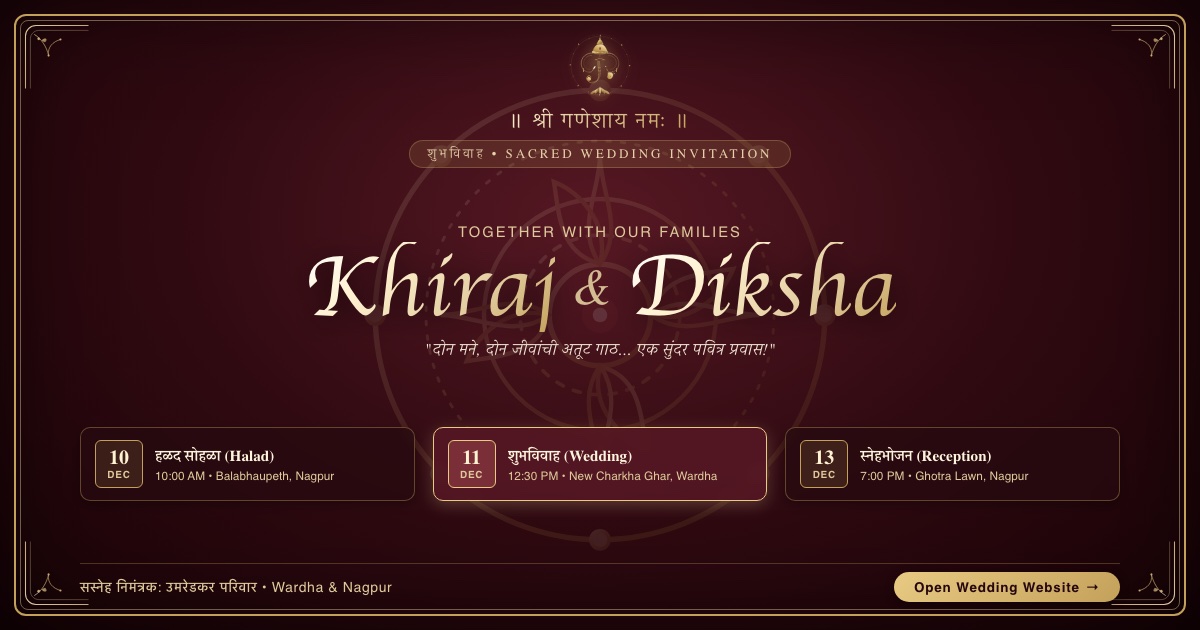 ॥ श्री गणेशाय नमः ॥
शुभविवाह • SACRED WEDDING INVITATION
TOGETHER WITH OUR FAMILIES
Khiraj & Diksha
"दोन मने, दोन जीवांची अतूट गाठ... एक सुंदर पवित्र प्रवास!"
10 DEC
हळद सोहळा (Halad)
10:00 AM • Balabhaupeth, Nagpur
11 DEC
शुभविवाह (Wedding)
12:30 PM • New Charkha Ghar, Wardha
13 DEC
स्नेहभोजन (Reception)
7:00 PM • Ghotra Lawn, Nagpur
सस्नेह निमंत्रक: उमरेडकर परिवार • Wardha & Nagpur
Open Wedding Website →